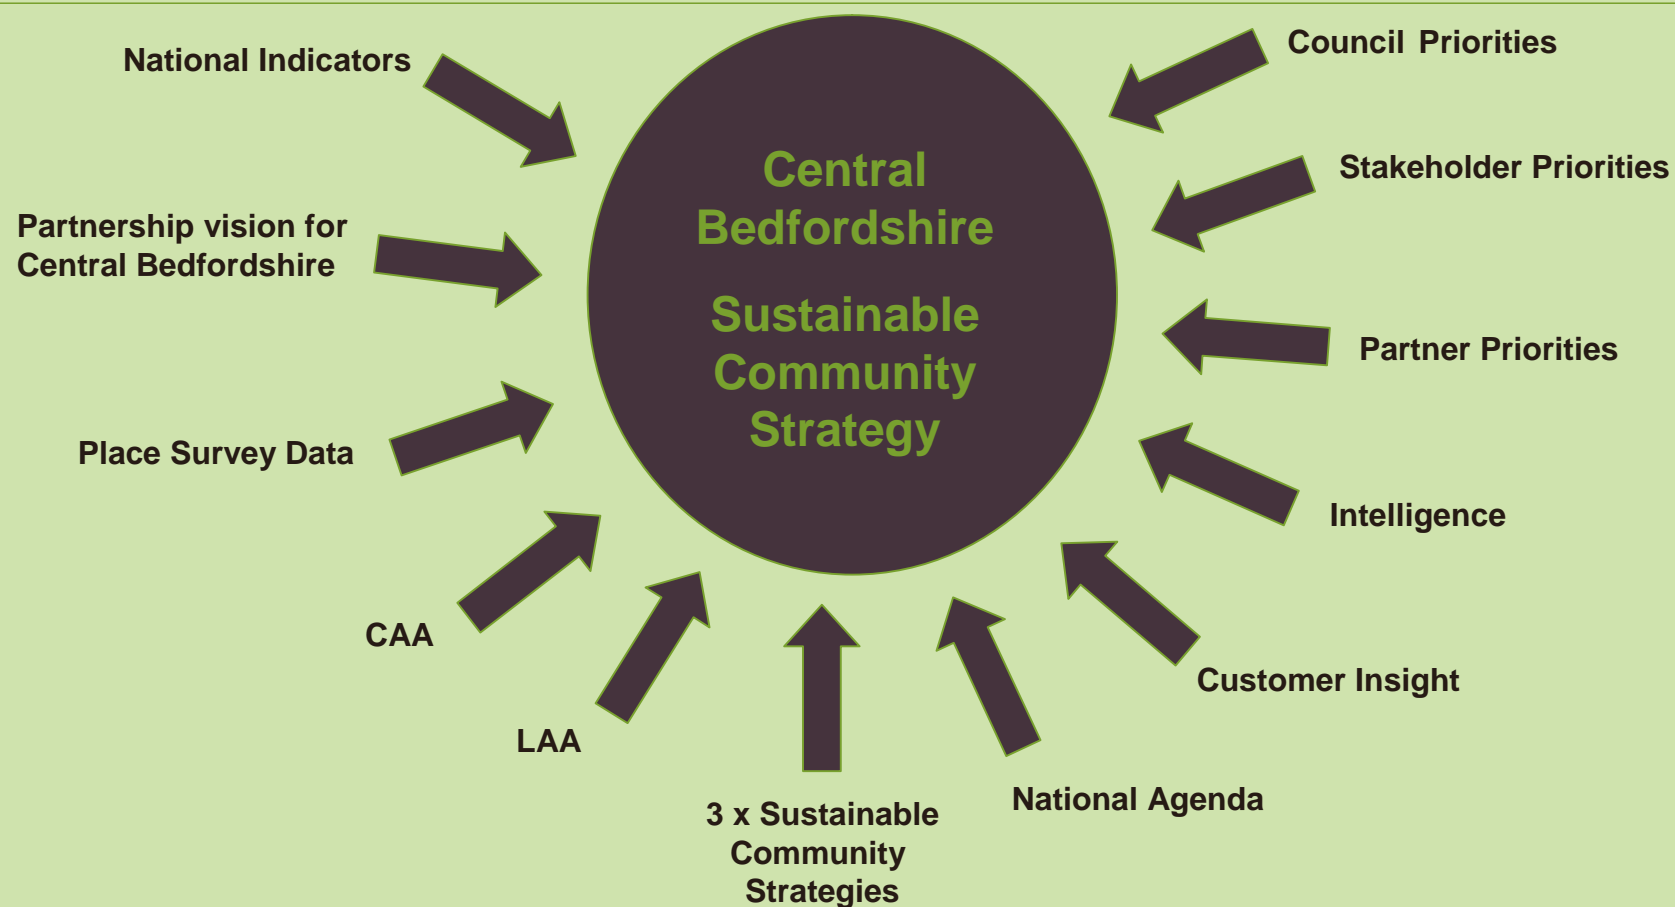 National Indicators
Council Priorities
Central
Bedfordshire
Sustainable
Community
Strategy
Stakeholder Priorities
Partnership vision for
Central Bedfordshire
Partner Priorities
Place Survey Data
Intelligence
CAA
Customer Insight
LAA
National Agenda
3 x Sustainable
Community
Strategies